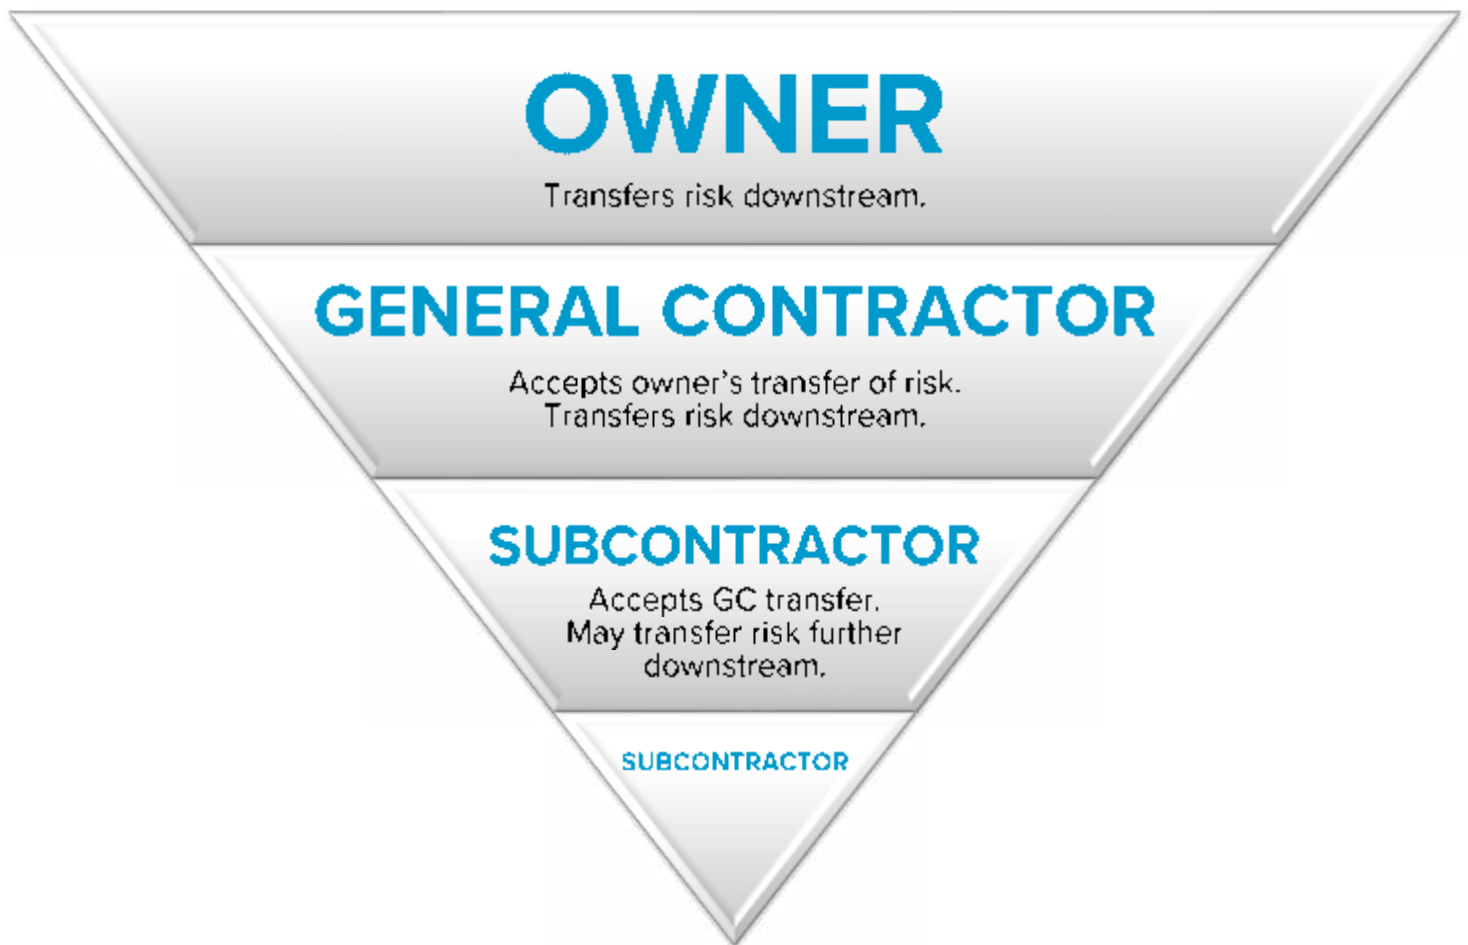 OWNER
Transfers risk downstream.
GENERAL CONTRACTOR
Accepts owner’s transfer of risk.
Transfers risk downstream.
SUBCONTRACTOR
Accepts GC transfer.
May transfer risk further
downstream.
SUBCONTRACTOR